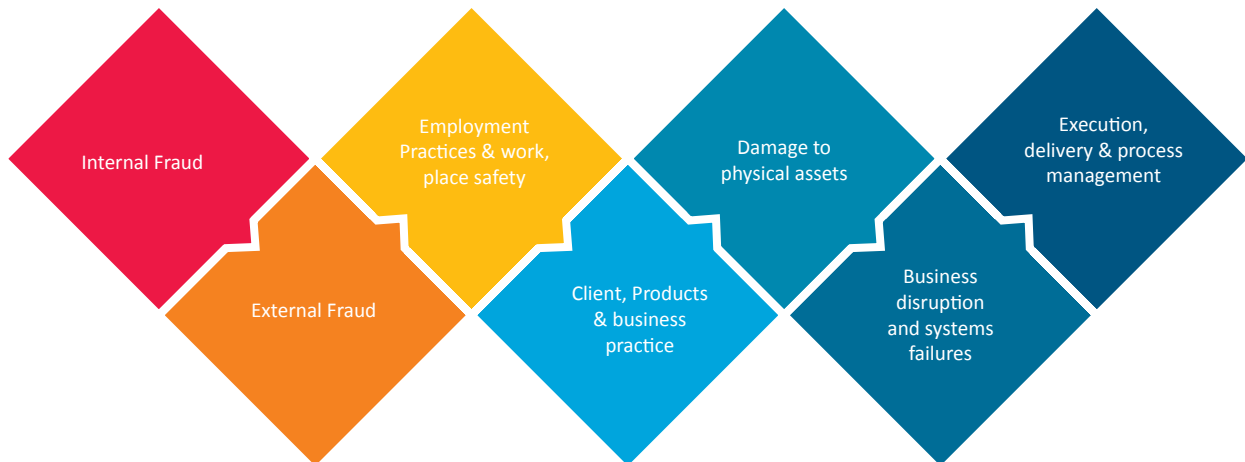 Internal Fraud
External Fraud
Employment
Practices & work,
place safety
Client, Products
& business
practice
Damage to
physical assets
Business
disruption
and systems
failures
Execution,
delivery & process
management